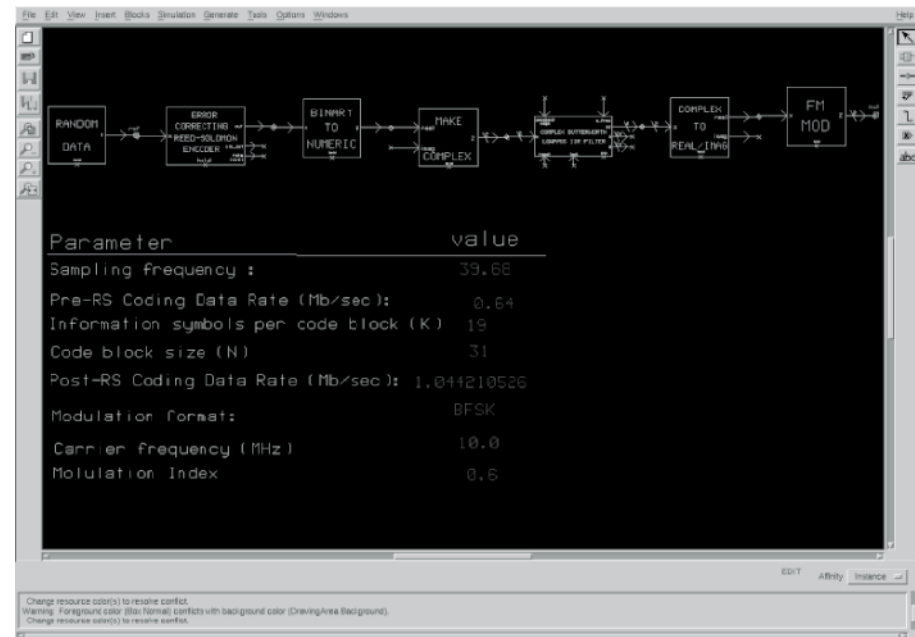 File Edit View Insert Blocks Simulation Generate Tools Options Windows Help
RANDOM
DATA
ERROR
CORRECTING
REED-SOLOMON
ENCODER
BINARY
TO
NUMERIC
MAKE
COMPLEX
COMPLEX BUTTERWORTH
LOWPASS IIR FILTER
COMPLEX
TO
REAL/IMAG
FM
MOD
abc
Parameter value
Sampling frequency : 39.68
Pre-RS Coding Data Rate (Mb/sec): 0.64
Information symbols per code block (K) 19
Code block size (N) 31
Post-RS Coding Data Rate (Mb/sec): 1.044210526
Modulation format: BFSK
Carrier frequency (MHz) 10.0
Molulation Index 0.6
EDIT Affinity Instance
Change resource color(s) to resolve conflict.
Warning: Foreground color (Box Normal) conflicts with background color (DrawingArea Background).
Change resource color(s) to resolve conflict.